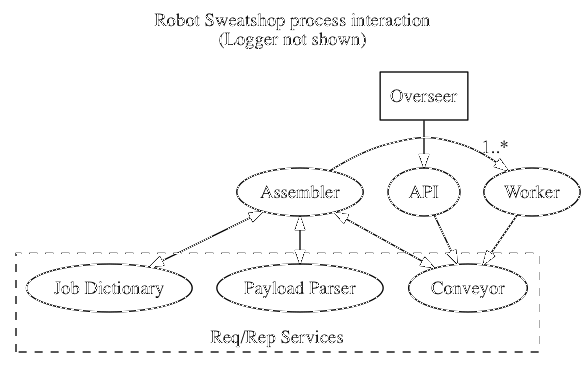 Robot Sweatshop process interaction
(Logger not shown)
Overseer
1..*
Assembler
API
Worker
Job Dictionary
Payload Parser
Conveyor
Req/Rep Services